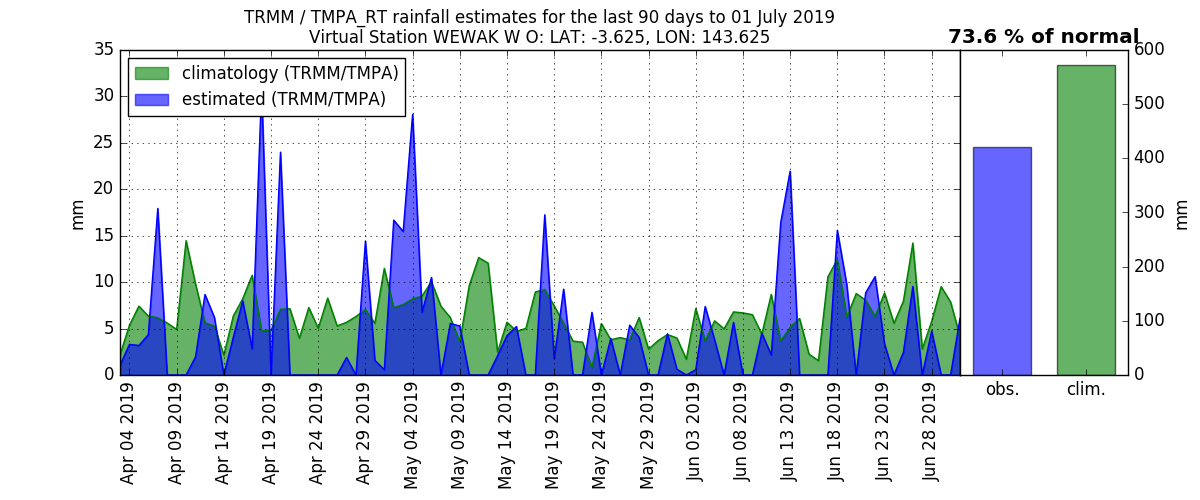 TRMM / TMPA_RT rainfall estimates for the last 90 days to 01 July 2019
Virtual Station WEWAK W O: LAT: -3.625, LON: 143.625
73.6 % of normal
climatology (TRMM/TMPA)
estimated (TRMM/TMPA)
35
30
25
20
15
10
5
0
mm
Apr 04 2019
Apr 09 2019
Apr 14 2019
Apr 19 2019
Apr 24 2019
Apr 29 2019
May 04 2019
May 09 2019
May 14 2019
May 19 2019
May 24 2019
May 29 2019
Jun 03 2019
Jun 08 2019
Jun 13 2019
Jun 18 2019
Jun 23 2019
Jun 28 2019
600
500
400
300
200
100
0
mm
obs.
clim.